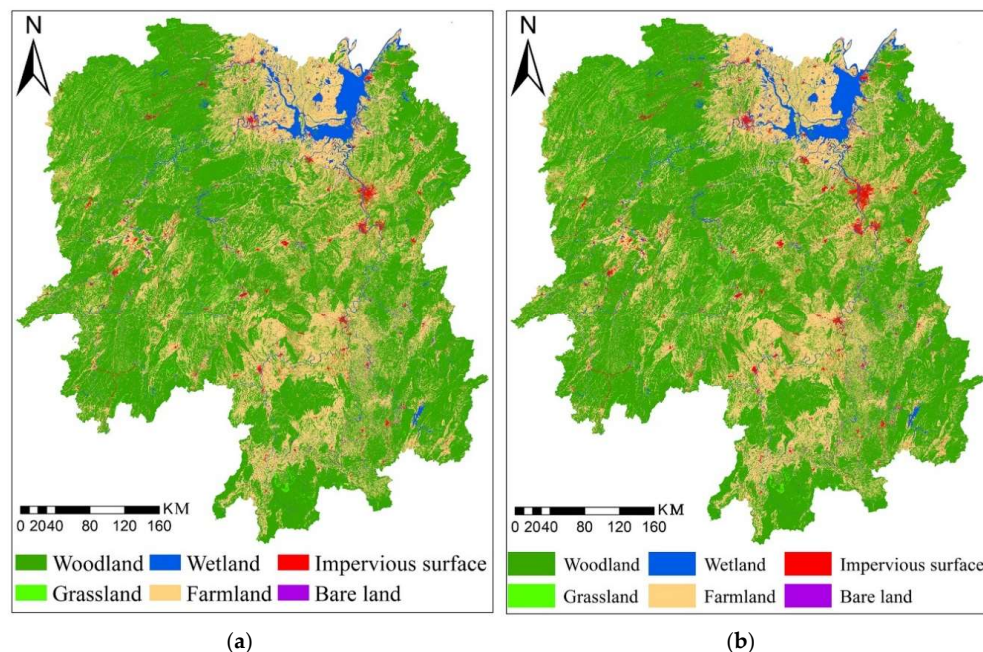 N
KM
0 2040 80 120 160
Woodland Wetland Impervious surface
Grassland Farmland Bare land
(a)
N
KM
0 2040 80 120 160
Woodland Wetland Impervious surface
Grassland Farmland Bare land
(b)